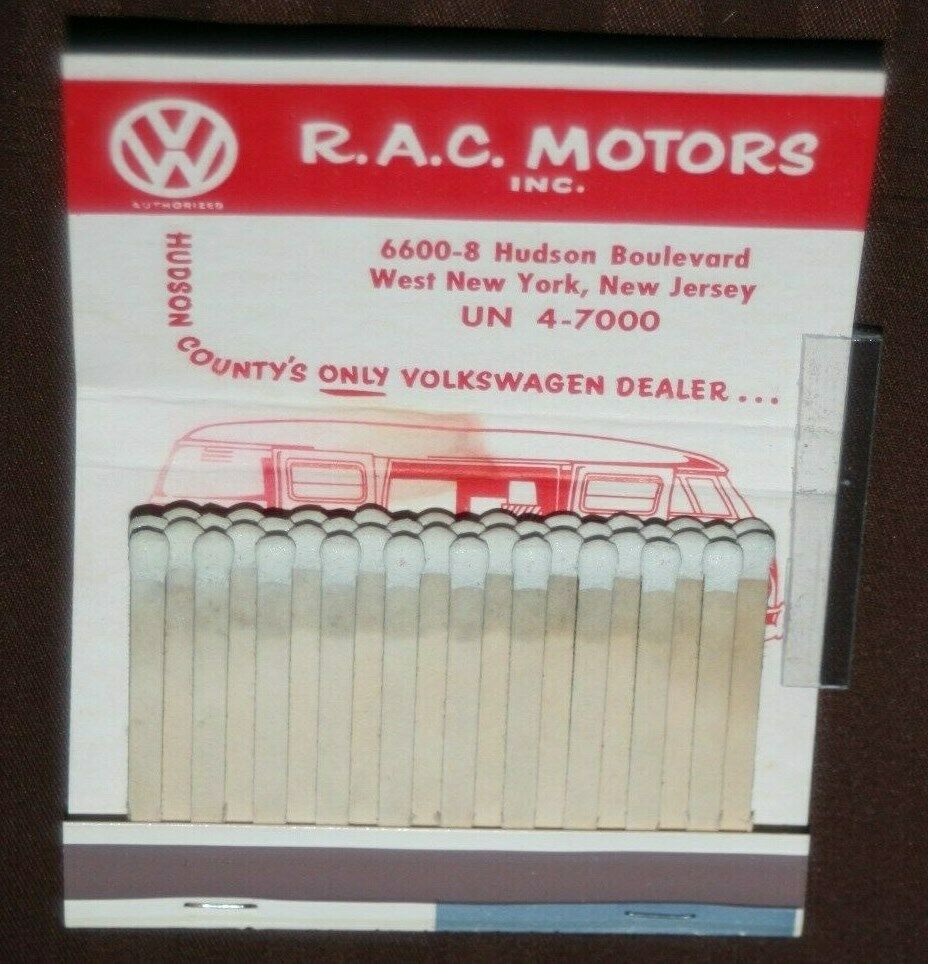 R.A.C. MOTORS
INC.
VW
AUTHORIZED
6600-8 Hudson Boulevard
West New York, New Jersey
UN 4-7000
HUDSON COUNTY'S ONLY VOLKSWAGEN DEALER...